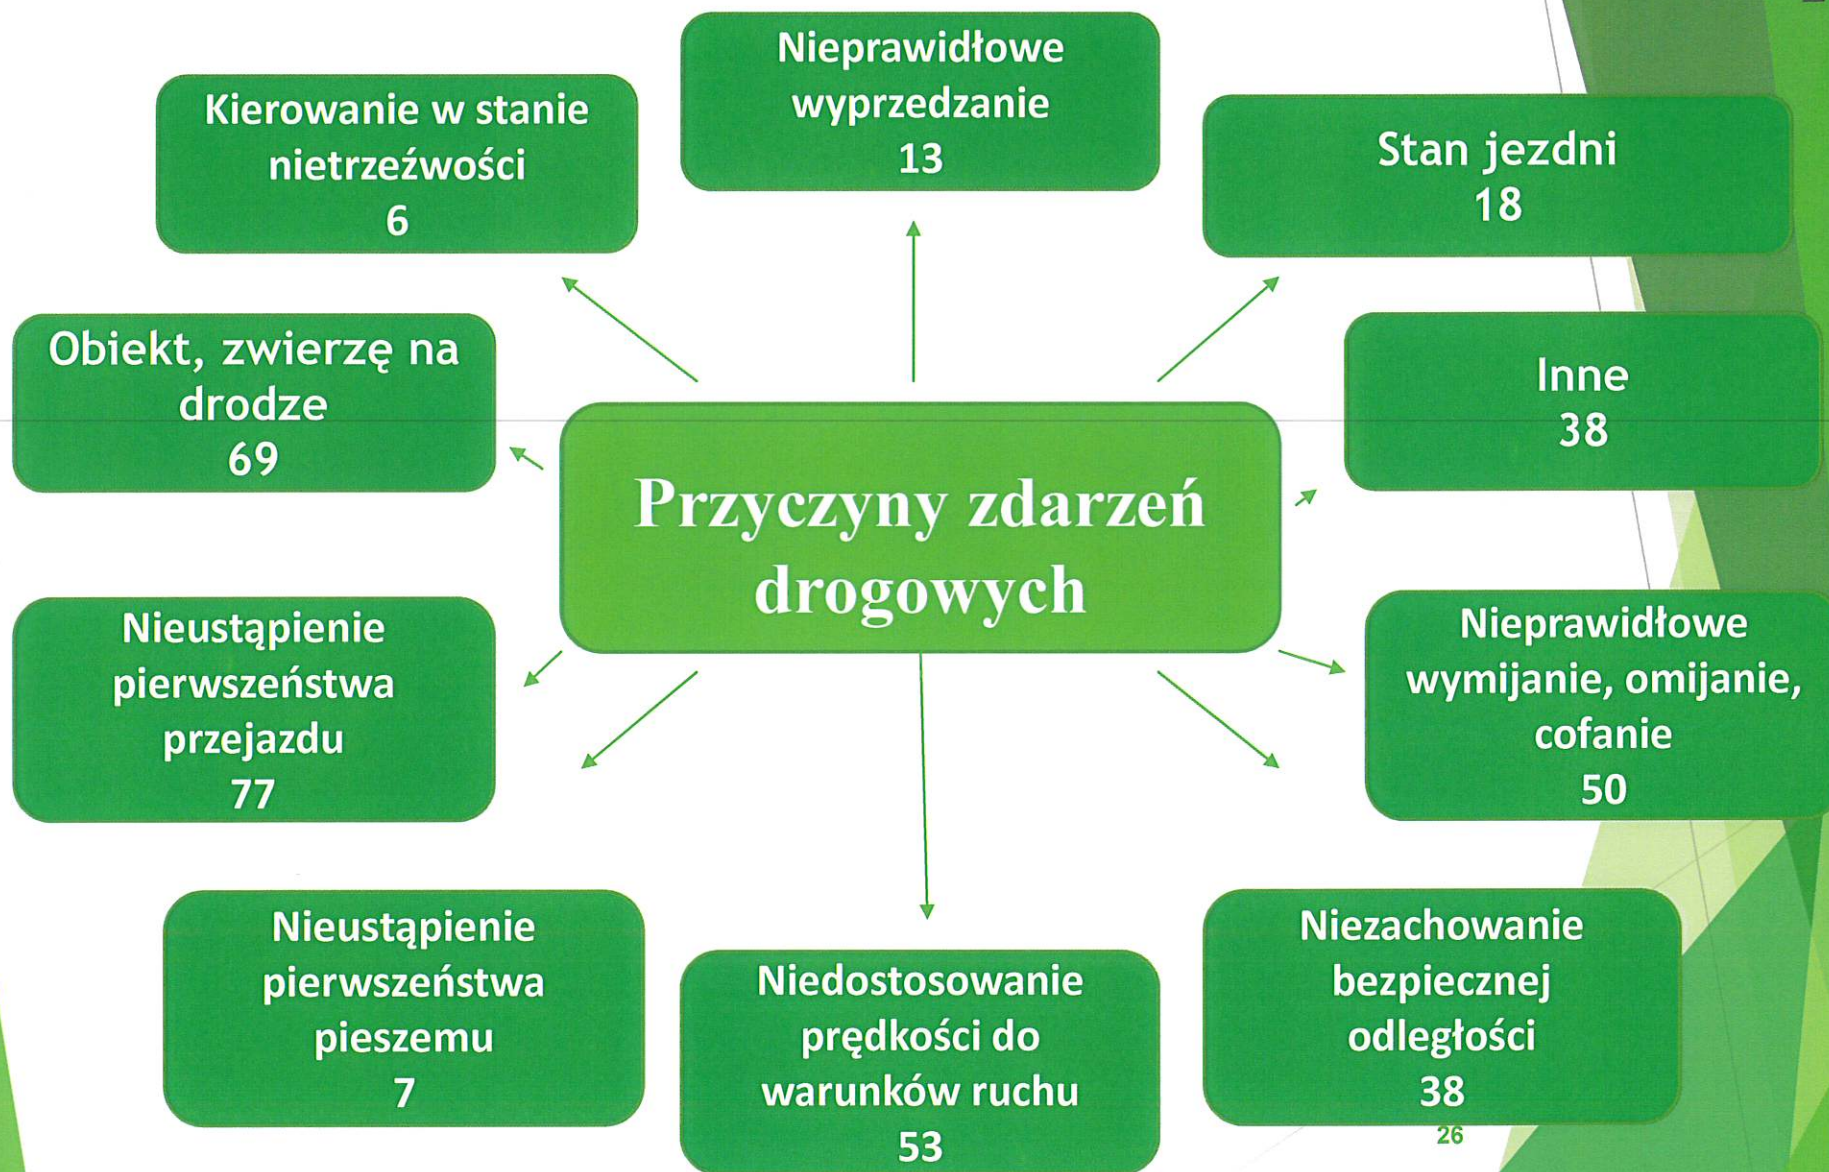 Nieprawidłowe
wyprzedzanie
13
Kierowanie w stanie
nietrzeźwości
6
Stan jezdni
18
Obiekt, zwierzę na
drodze
69
Inne
38
Przyczyny zdarzeń
drogowych
Nieustąpienie
pierwszeństwa
przejazdu
77
Nieprawidłowe
wymijanie, omijanie,
cofanie
50
Nieustąpienie
pierwszeństwa
pieszemu
7
Niedostosowanie
prędkości do
warunków ruchu
53
Niezachowanie
bezpiecznej
odległości
38
26